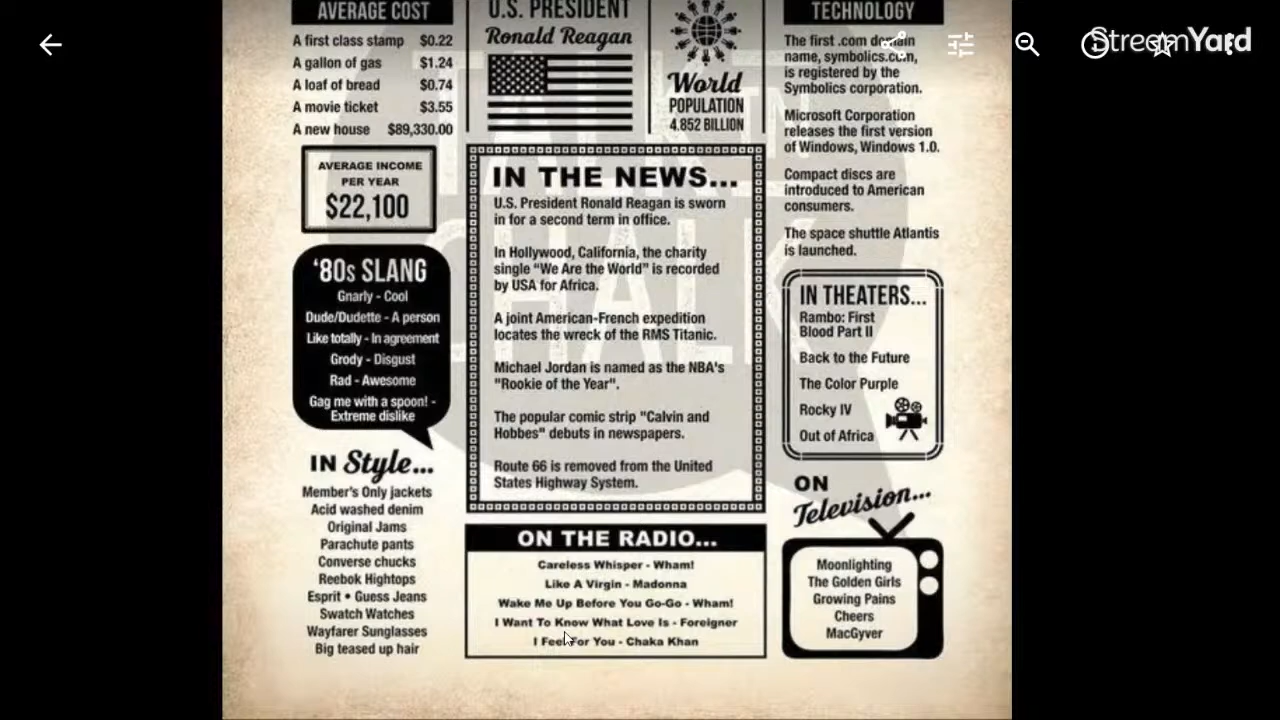 StreamYard
AVERAGE COST
A first class stamp $0.22
A gallon of gas $1.24
A loaf of bread $0.74
A movie ticket $3.55
A new house $89,330.00
AVERAGE INCOME
PER YEAR
$22,100
'80s SLANG
Gnarly - Cool
Dude/Dudette - A person
Like totally - In agreement
Grody - Disgust
Rad - Awesome
Gag me with a spoon! -
Extreme dislike
IN Style...
Member's Only jackets
Acid washed denim
Original Jams
Parachute pants
Converse chucks
Reebok Hightops
Esprit • Guess Jeans
Swatch Watches
Wayfarer Sunglasses
Big teased up hair
U.S. PRESIDENT
Ronald Reagan
World
POPULATION
4.852 BILLION
IN THE NEWS...
U.S. President Ronald Reagan is sworn
in for a second term in office.
In Hollywood, California, the charity
single “We Are the World” is recorded
by USA for Africa.
A joint American-French expedition
locates the wreck of the RMS Titanic.
Michael Jordan is named as the NBA's
"Rookie of the Year".
The popular comic strip "Calvin and
Hobbes" debuts in newspapers.
Route 66 is removed from the United
States Highway System.
ON THE RADIO...
Careless Whisper - Wham!
Like A Virgin - Madonna
Wake Me Up Before You Go-Go - Wham!
I Want To Know What Love Is - Foreigner
I Feel For You - Chaka Khan
TECHNOLOGY
The first .com domain
name, symbolics.com,
is registered by the
Symbolics corporation.
Microsoft Corporation
releases the first version
of Windows, Windows 1.0.
Compact discs are
introduced to American
consumers.
The space shuttle Atlantis
is launched.
IN THEATERS...
Rambo: First
Blood Part II
Back to the Future
The Color Purple
Rocky IV
Out of Africa
ON
Television...
Moonlighting
The Golden Girls
Growing Pains
Cheers
MacGyver
TALK IN
CHALK